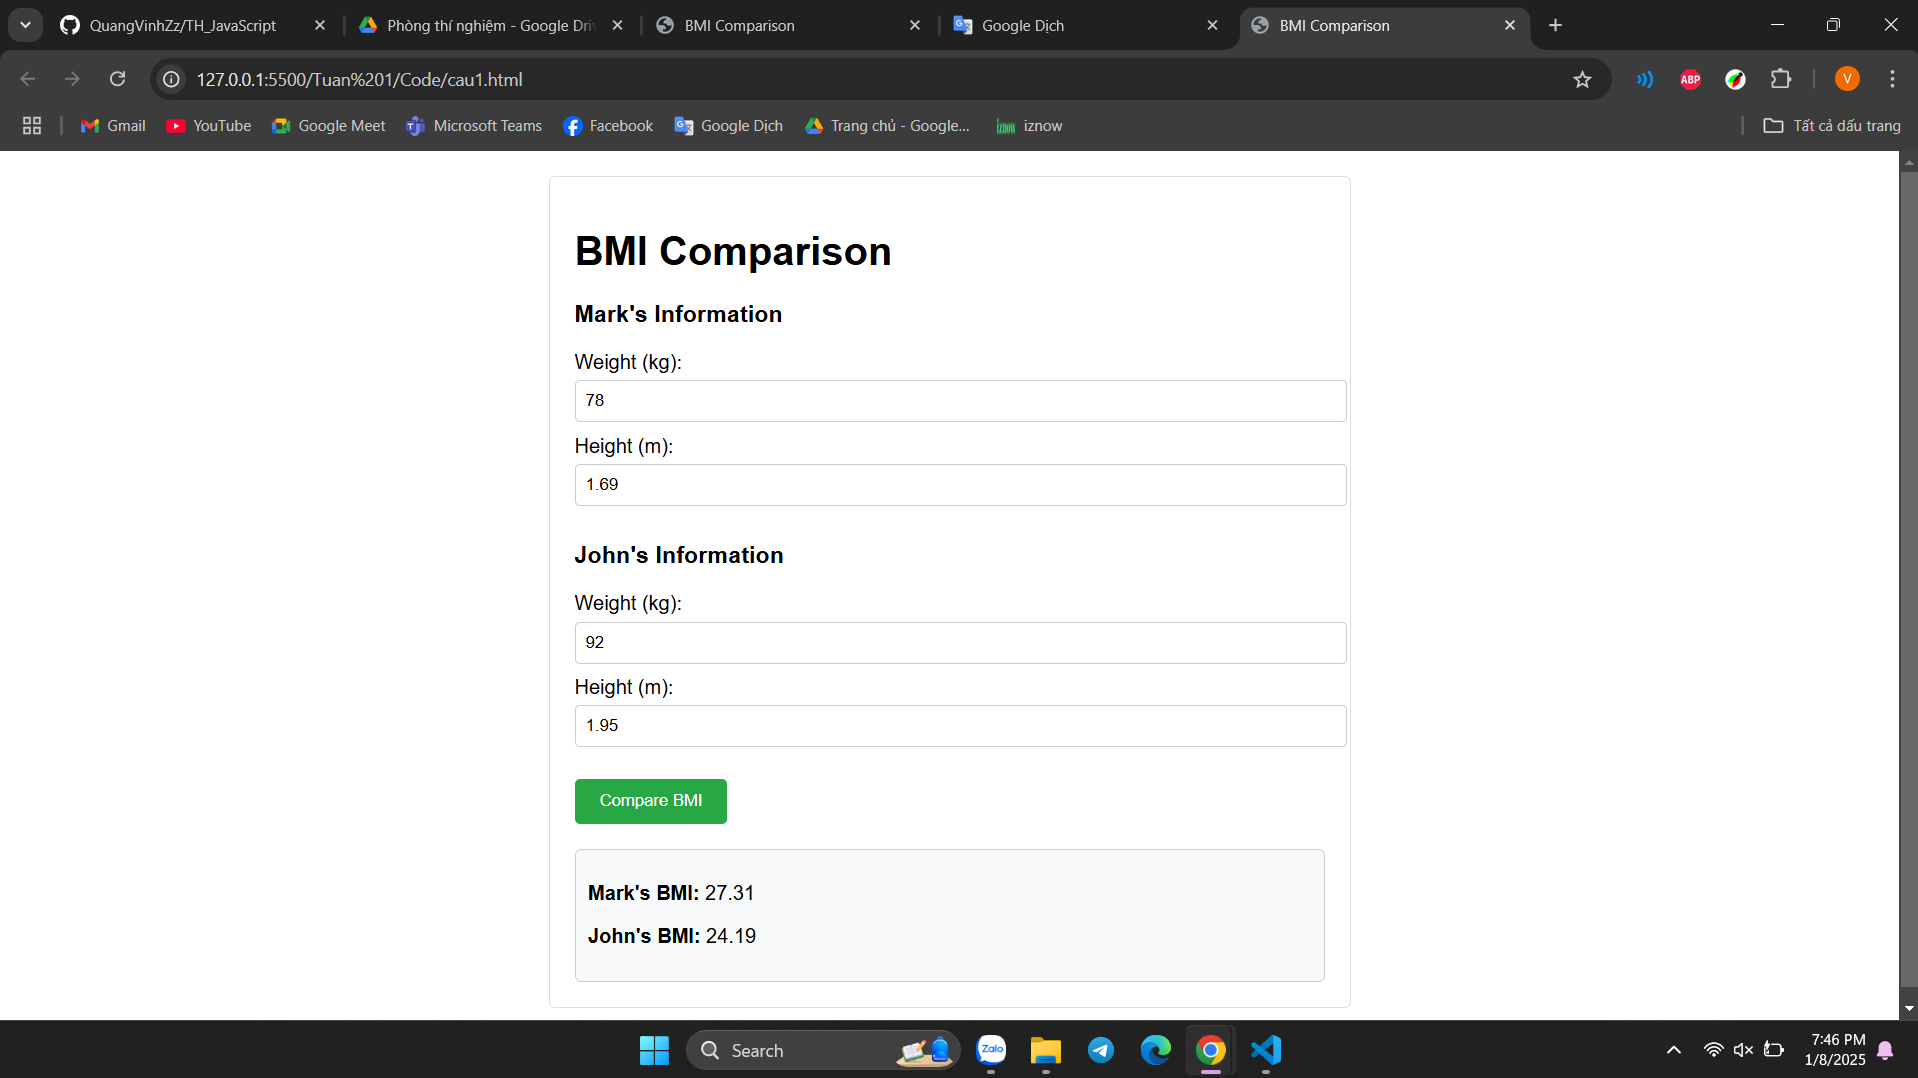 QuangVinhZz/TH_JavaScript
Phòng thí nghiệm - Google Dri
BMI Comparison
Google Dịch
BMI Comparison
127.0.0.1:5500/Tuan%201/Code/cau1.html
ABP
V
Gmail
YouTube
Google Meet
Microsoft Teams
Facebook
Google Dịch
Trang chủ - Google...
iznow
Tất cả dấu trang
BMI Comparison
Mark's Information
Weight (kg):
78
Height (m):
1.69
John's Information
Weight (kg):
92
Height (m):
1.95
Compare BMI
Mark's BMI: 27.31
John's BMI: 24.19
Search
Zalo
7:46 PM
1/8/2025